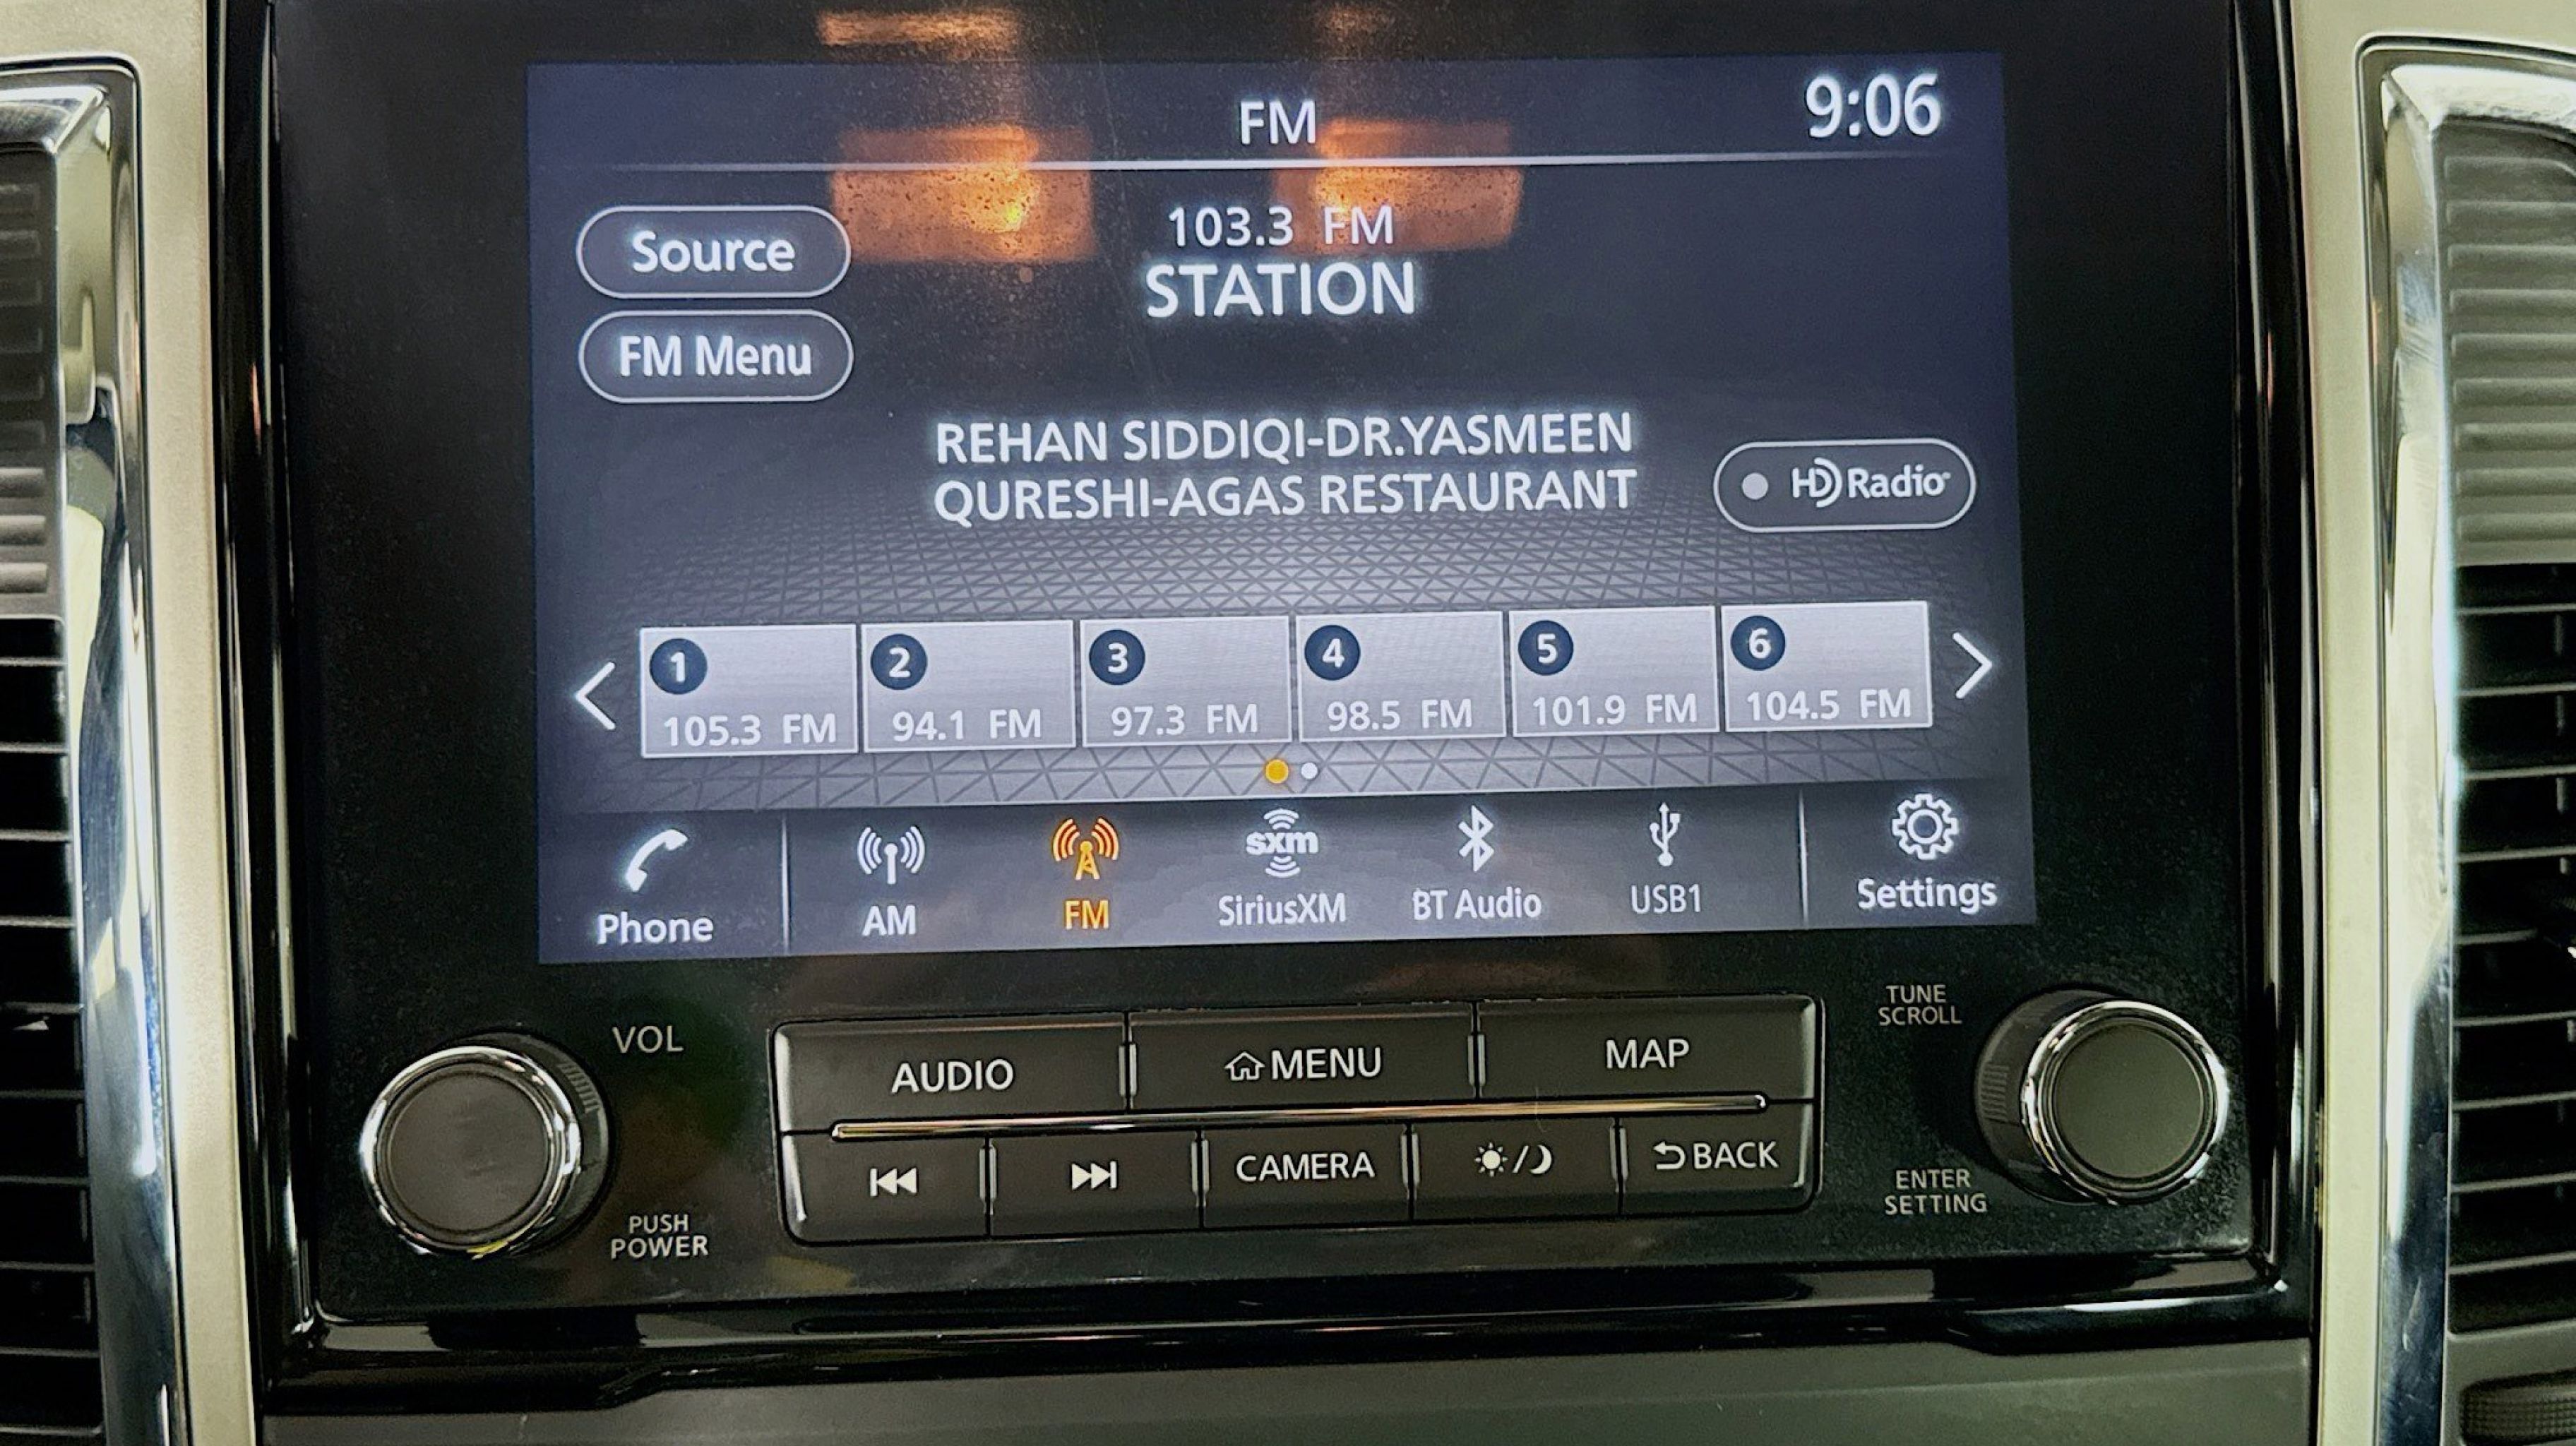 FM
9:06
Source
103.3 FM
STATION
FM Menu
REHAN SIDDIQI-DR.YASMEEN
QURESHI-AGAS RESTAURANT
HD Radio
1
105.3 FM
2
94.1 FM
3
97.3 FM
4
98.5 FM
5
101.9 FM
6
104.5 FM
Phone
AM
FM
sxm
SiriusXM
BT Audio
USB1
Settings
VOL
PUSH
POWER
AUDIO
MENU
MAP
CAMERA
BACK
TUNE
SCROLL
ENTER
SETTING